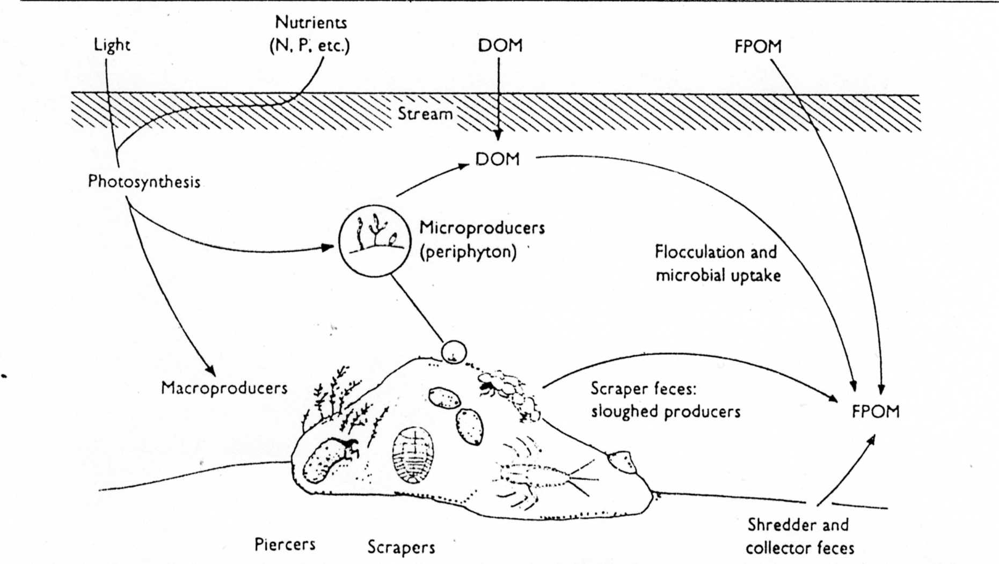 Light
Nutrients
(N, P, etc.)
DOM
FPOM
Stream
DOM
Photosynthesis
Microproducers
(periphyton)
Flocculation and
microbial uptake
Macroproducers
Scraper feces:
sloughed producers
FPOM
Shredder and
collector feces
Piercers
Scrapers